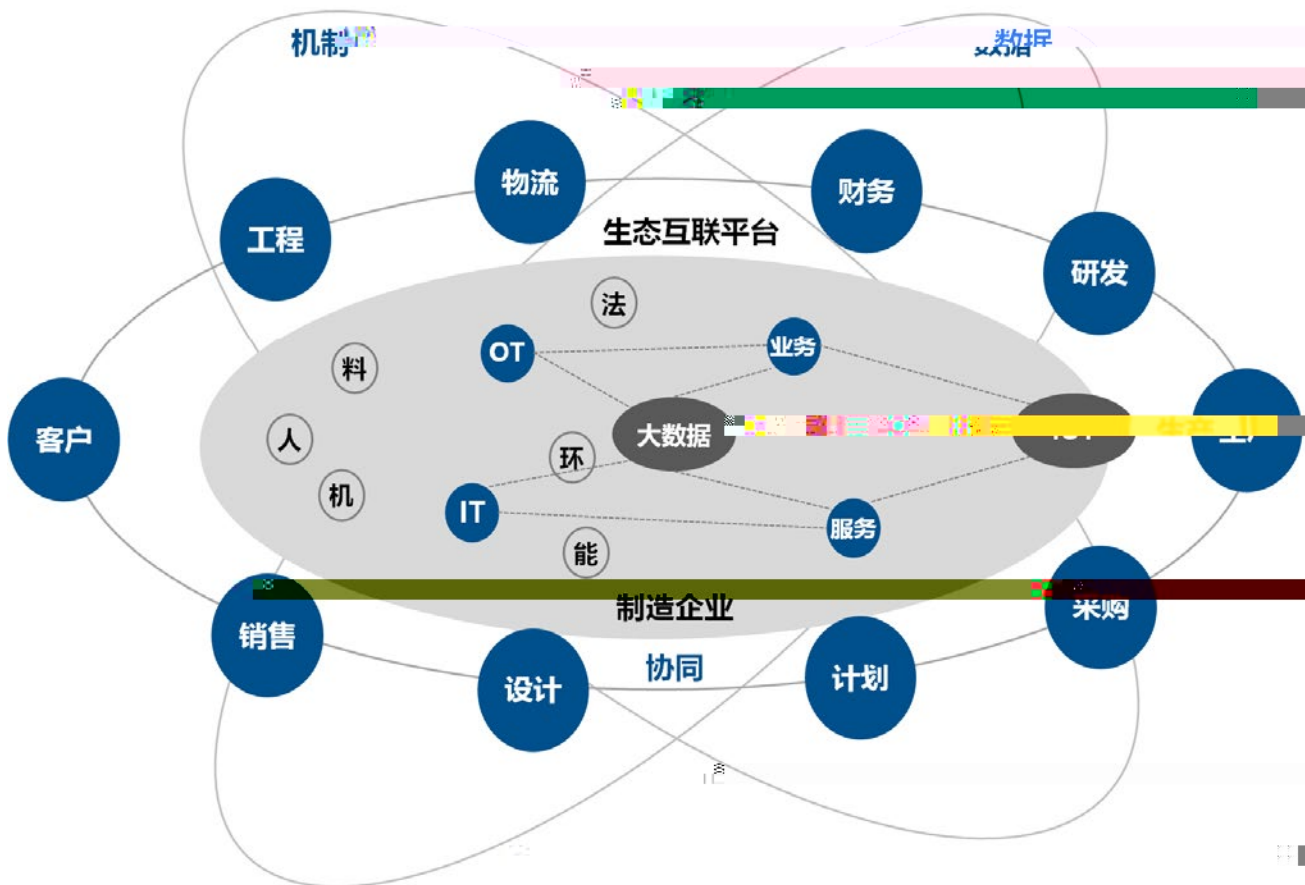 机制
数据
物流
财务
工程
生态互联平台
研发
法
OT
业务
料
客户
人
大数据
环
机
IT
服务
能
制造企业
采购
销售
协同
设计
计划